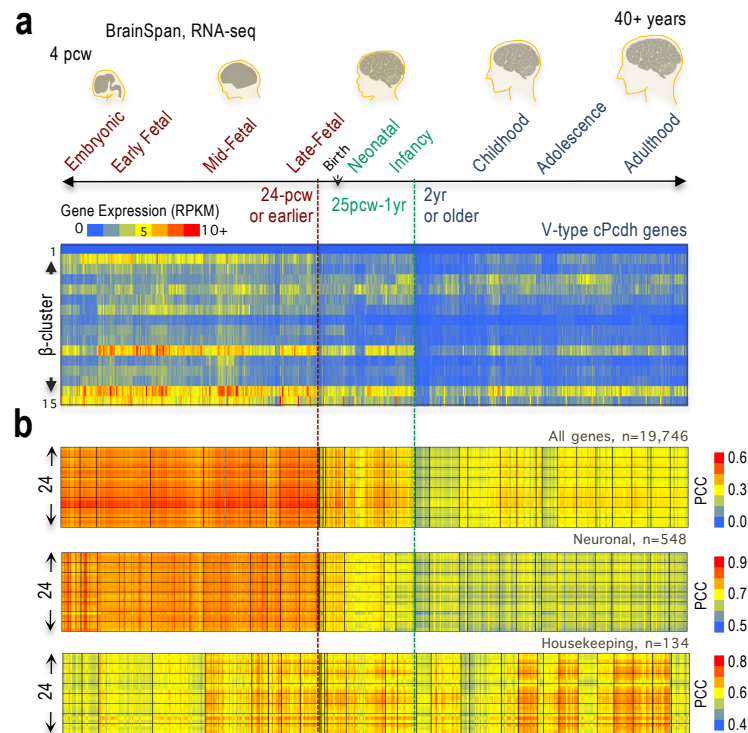 a
BrainSpan, RNA-seq
40+ years
4 pcw
Embryonic
Early Fetal
Mid-Fetal
Late-Fetal
Birth
Neonatal
Infancy
Childhood
Adolescence
Adulthood
24-pcw
or earlier
25pcw-1yr
2yr
or older
Gene Expression (RPKM)
0 5 10+
V-type cPcdh genes
1
β-cluster
15
b
All genes, n=19,746
24
PCC
0.6
0.3
0.0
Neuronal, n=548
24
PCC
0.9
0.7
0.5
Housekeeping, n=134
24
PCC
0.8
0.6
0.4